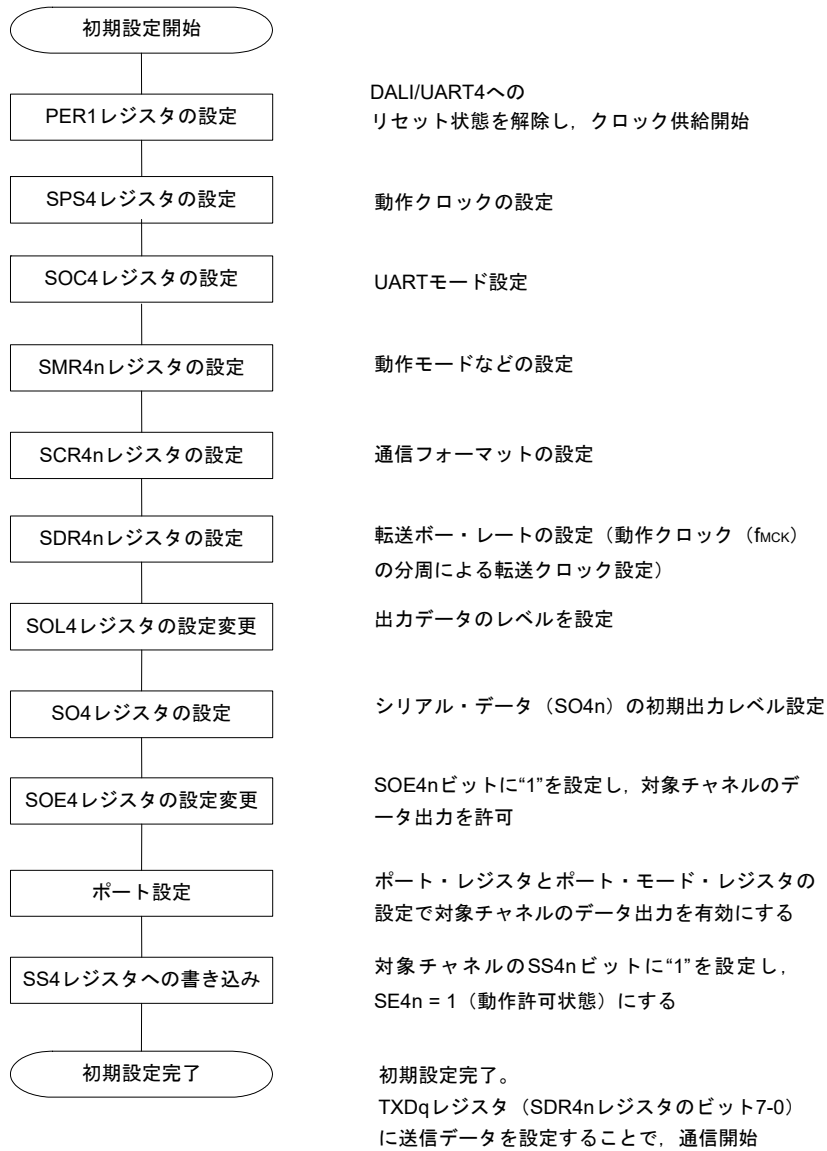 初期設定開始
PER1レジスタの設定
DALI/UART4への
リセット状態を解除し，クロック供給開始
SPS4レジスタの設定
動作クロックの設定
SOC4レジスタの設定
UARTモード設定
SMR4nレジスタの設定
動作モードなどの設定
SCR4nレジスタの設定
通信フォーマットの設定
SDR4nレジスタの設定
転送ボー・レートの設定（動作クロック（fMCK）
の分周による転送クロック設定）
SOL4レジスタの設定変更
出力データのレベルを設定
SO4レジスタの設定
シリアル・データ（SO4n）の初期出力レベル設定
SOE4レジスタの設定変更
SOE4nビットに“1”を設定し，対象チャネルのデ
ータ出力を許可
ポート設定
ポート・レジスタとポート・モード・レジスタの
設定で対象チャネルのデータ出力を有効にする
SS4レジスタへの書き込み
対象チャネルのSS4nビットに“1”を設定し，
SE4n = 1（動作許可状態）にする
初期設定完了
初期設定完了。
TXDqレジスタ（SDR4nレジスタのビット7-0）
に送信データを設定することで，通信開始